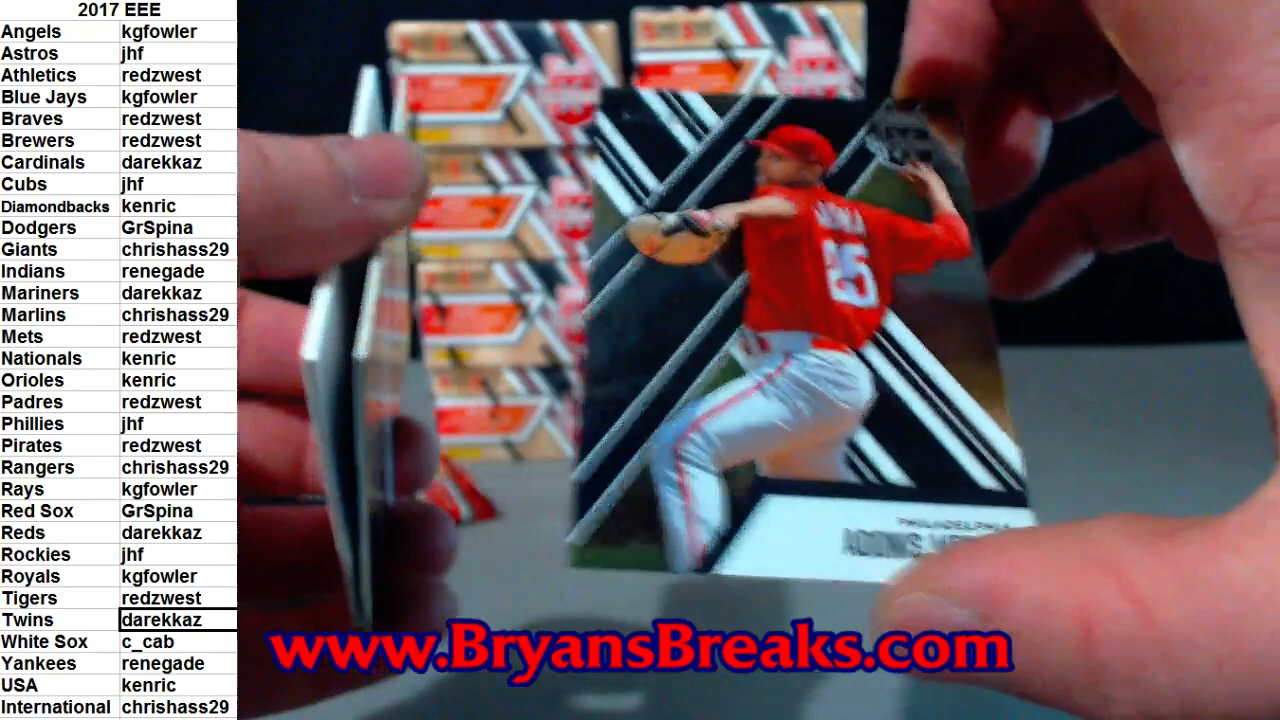 2017 EEE
Angels kgfowler
Astros jhf
Athletics redzwest
Blue Jays kgfowler
Braves redzwest
Brewers redzwest
Cardinals darekkaz
Cubs jhf
Diamondbacks kenric
Dodgers GrSpina
Giants chrishass29
Indians renegade
Mariners darekkaz
Marlins chrishass29
Mets redzwest
Nationals kenric
Orioles kenric
Padres redzwest
Phillies jhf
Pirates redzwest
Rangers chrishass29
Rays kgfowler
Red Sox GrSpina
Reds darekkaz
Rockies jhf
Royals kgfowler
Tigers redzwest
Twins darekkaz
White Sox c_cab
Yankees renegade
USA kenric
International chrishass29
PHILADELPHIA
ADONIS
www.BryansBreaks.com